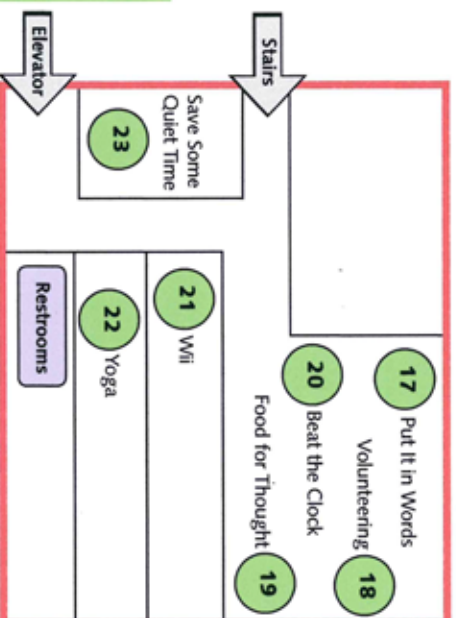 17 Put It in Words
Volunteering 18
20 Beat the Clock
Food for Thought 19
Stairs
Save Some
Quiet Time
23
21 Wii
22 Yoga
Restrooms
Elevator